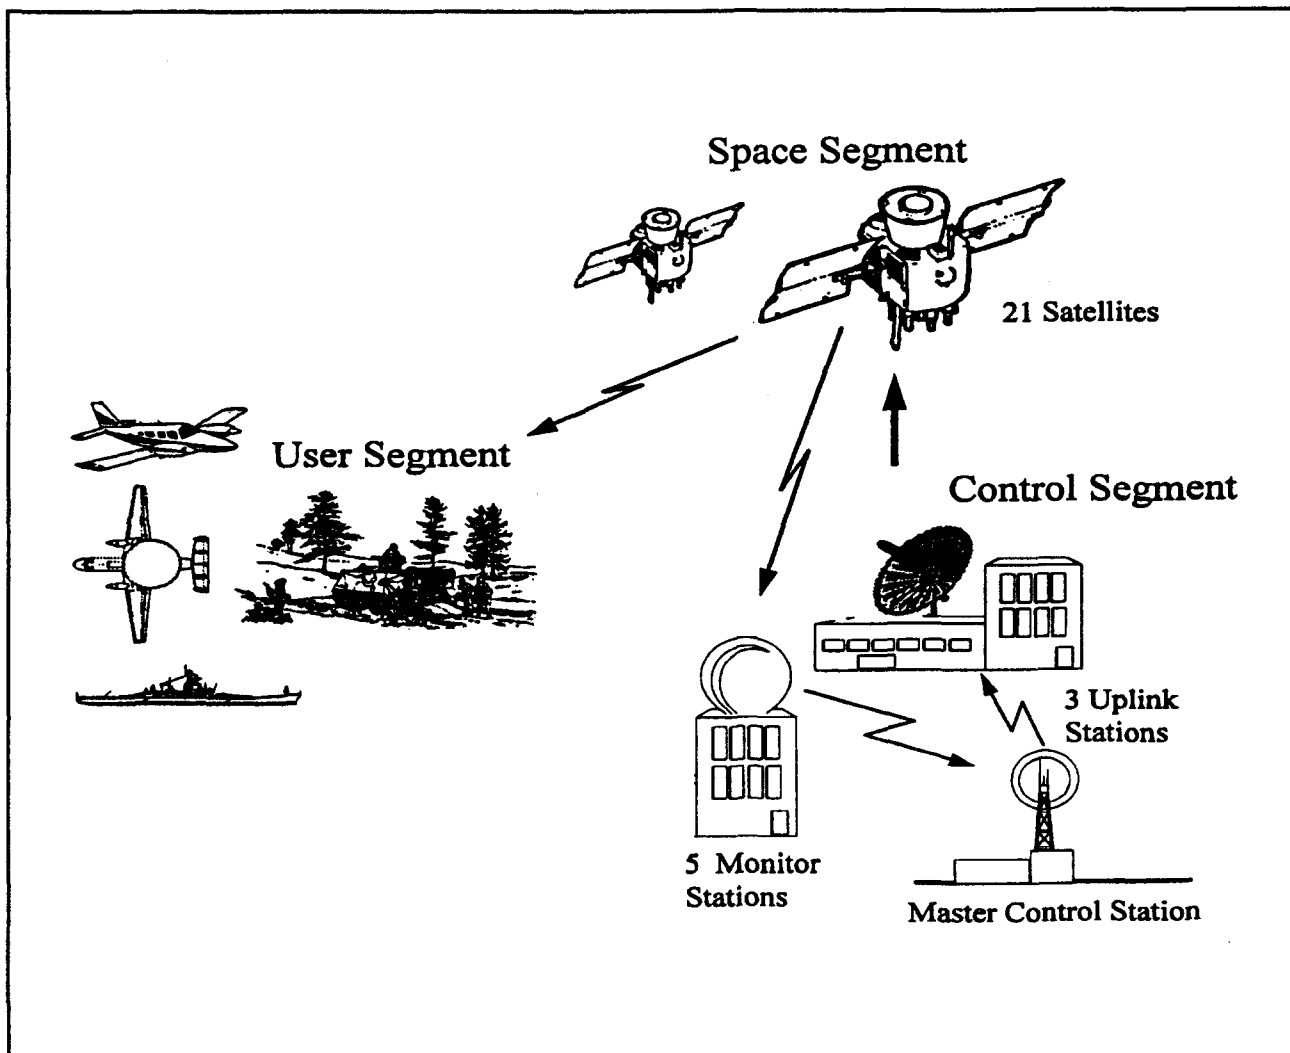 Space Segment
21 Satellites
User Segment
Control Segment
3 Uplink
Stations
5 Monitor
Stations
Master Control Station